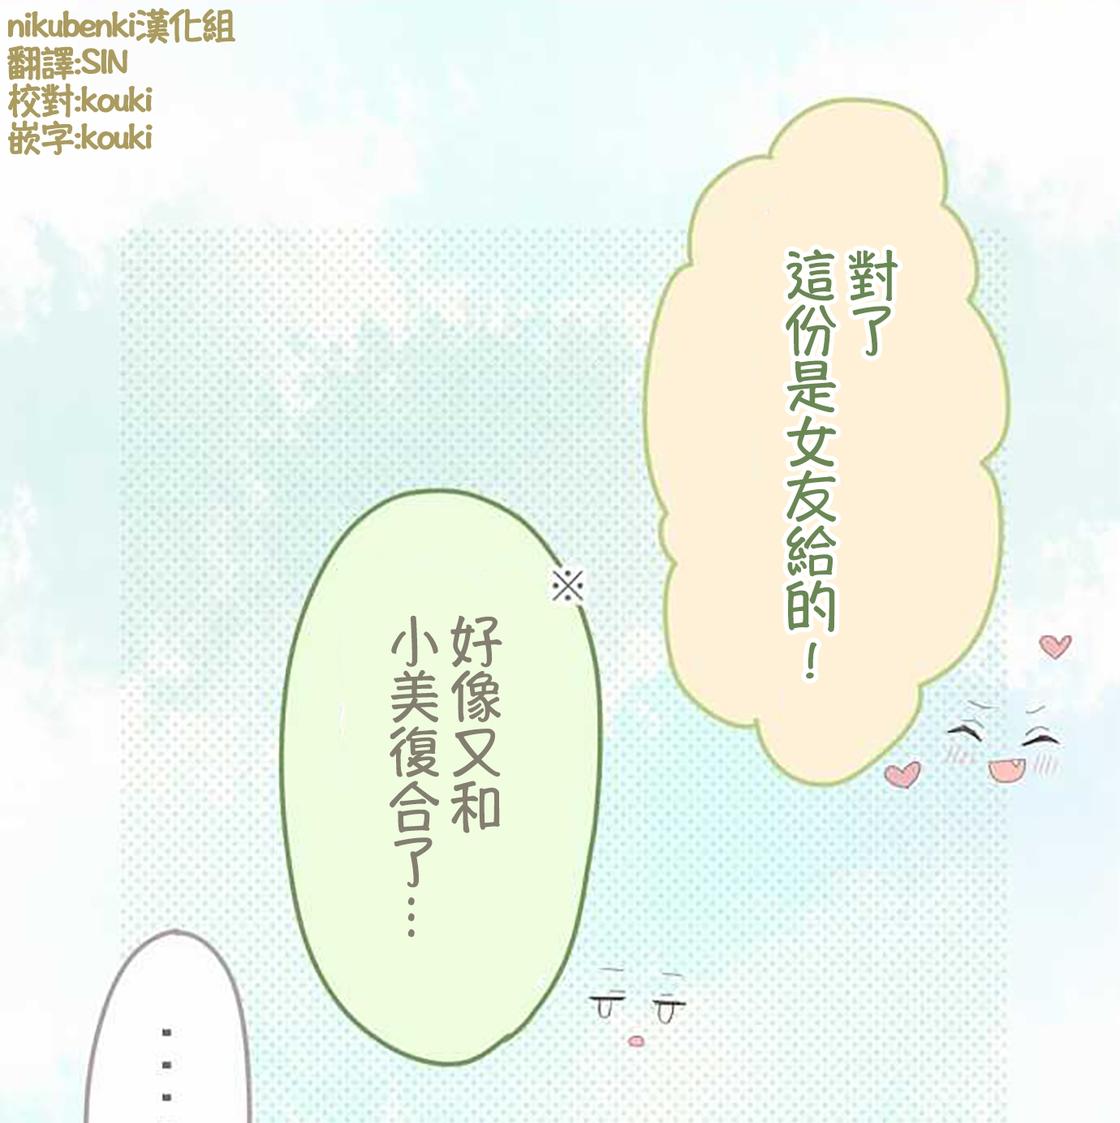 nikubenki漢化組
翻譯:SIN
校對:kouki
嵌字:kouki
對了
這份是女友給的！
※
好像又和
小美復合了…
……